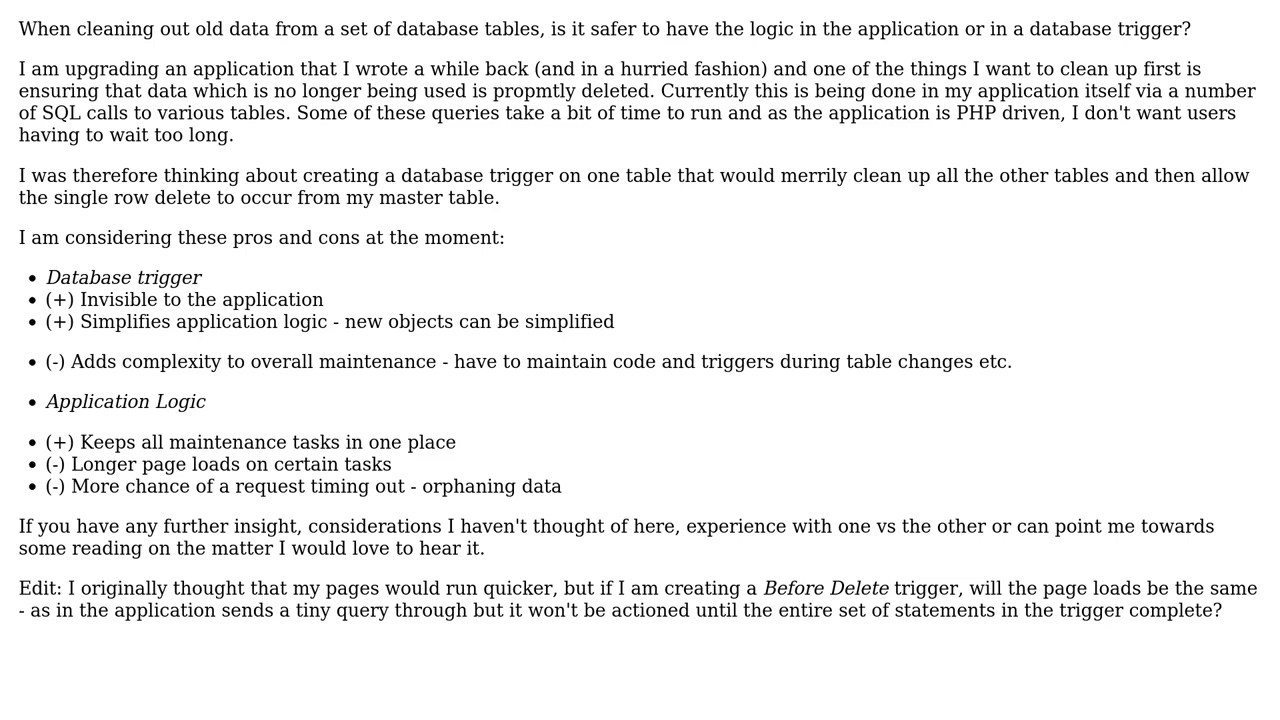 When cleaning out old data from a set of database tables, is it safer to have the logic in the application or in a database trigger?
I am upgrading an application that I wrote a while back (and in a hurried fashion) and one of the things I want to clean up first is
ensuring that data which is no longer being used is propmtly deleted. Currently this is being done in my application itself via a number
of SQL calls to various tables. Some of these queries take a bit of time to run and as the application is PHP driven, I don't want users
having to wait too long.
I was therefore thinking about creating a database trigger on one table that would merrily clean up all the other tables and then allow
the single row delete to occur from my master table.
I am considering these pros and cons at the moment:
• Database trigger
• (+) Invisible to the application
• (+) Simplifies application logic - new objects can be simplified
• (-) Adds complexity to overall maintenance - have to maintain code and triggers during table changes etc.
• Application Logic
• (+) Keeps all maintenance tasks in one place
• (-) Longer page loads on certain tasks
• (-) More chance of a request timing out - orphaning data
If you have any further insight, considerations I haven't thought of here, experience with one vs the other or can point me towards
some reading on the matter I would love to hear it.
Edit: I originally thought that my pages would run quicker, but if I am creating a Before Delete trigger, will the page loads be the same
- as in the application sends a tiny query through but it won't be actioned until the entire set of statements in the trigger complete?